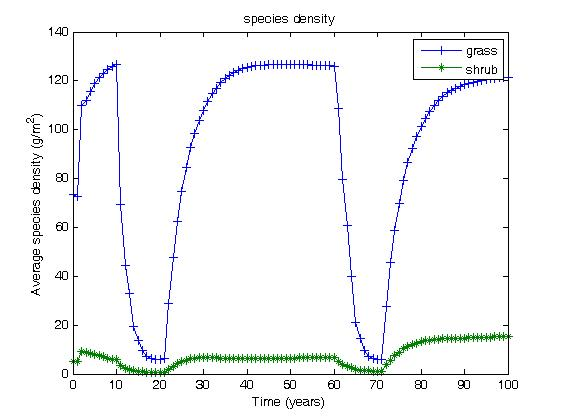 species density
140
120
100
80
60
40
20
0
Average species density (g/m²)
grass
shrub
0 10 20 30 40 50 60 70 80 90 100
Time (years)